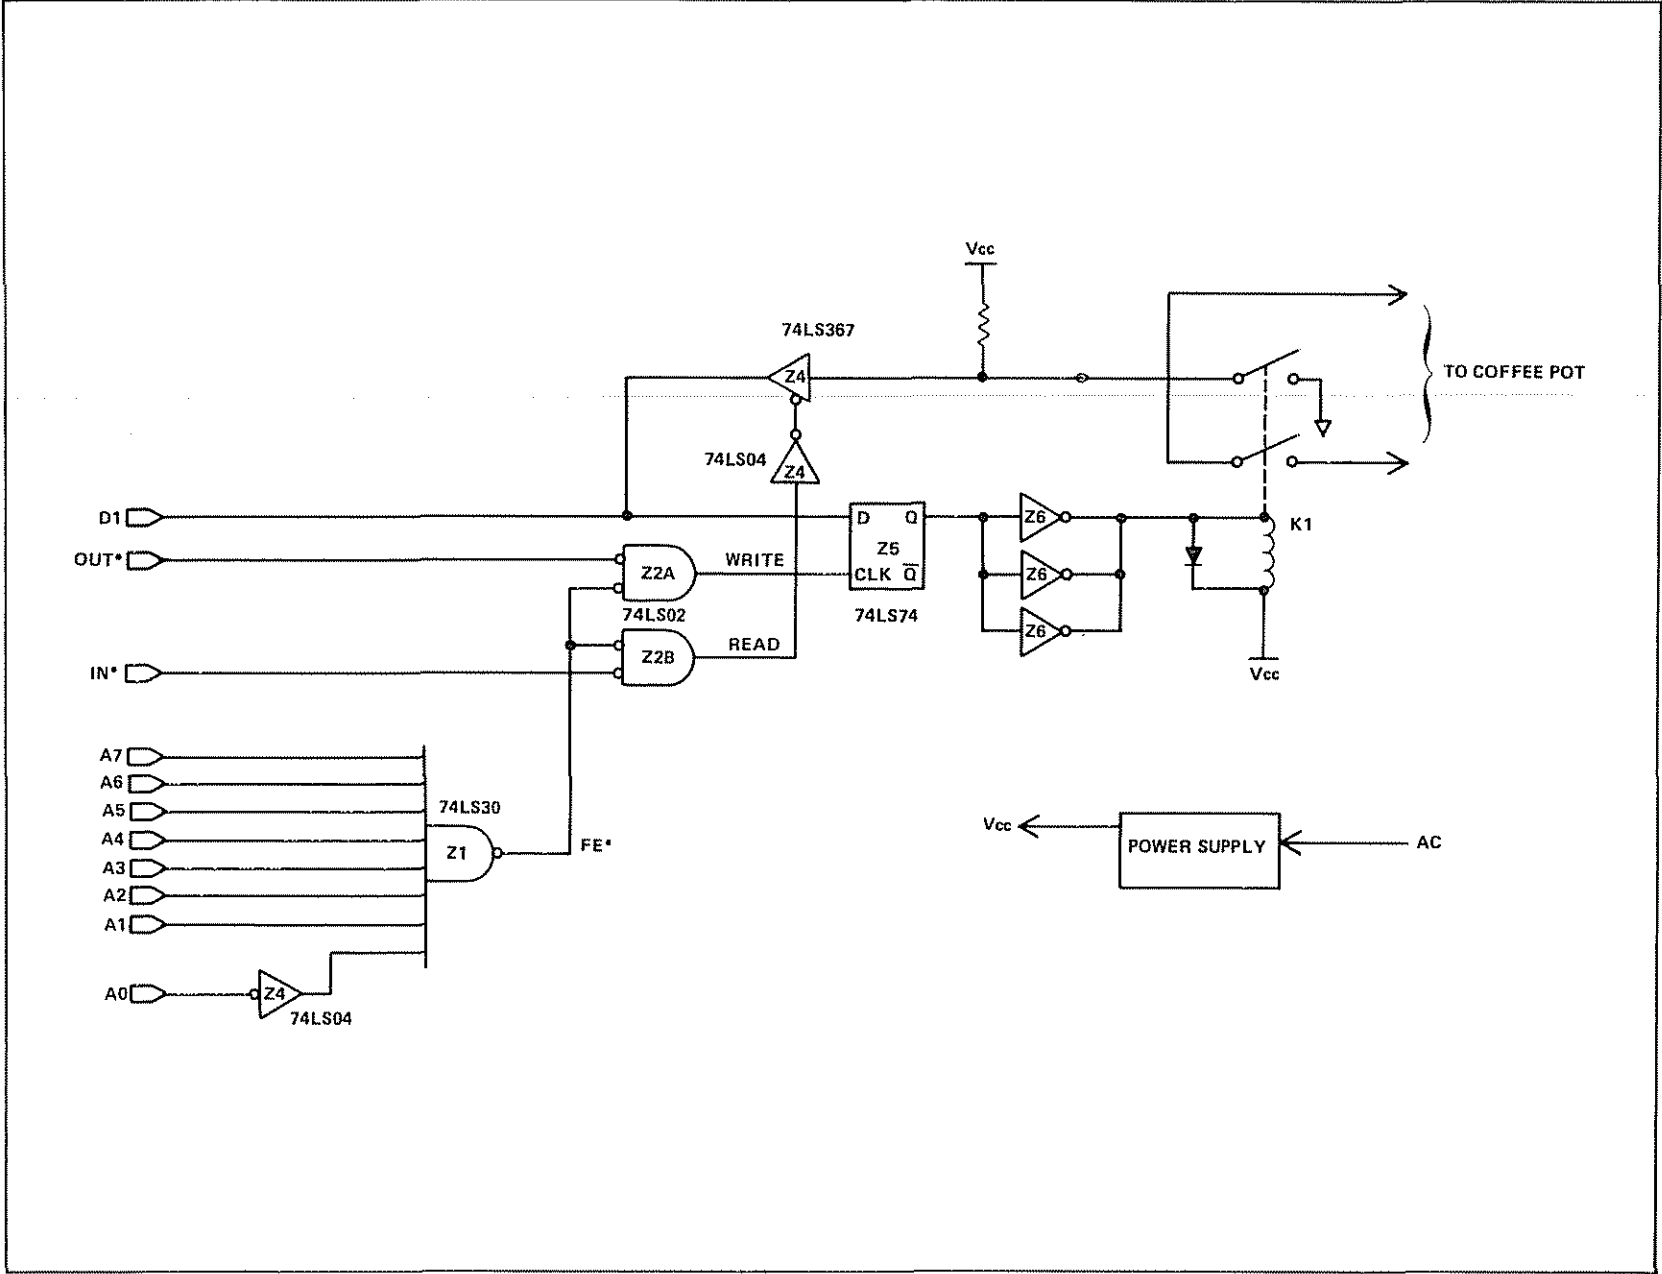 Vcc
74LS367
Z4
TO COFFEE POT
74LS04
Z4
D1
D Q
Z5
CLK Q̅
74LS74
Z6
Z6
Z6
K1
OUT*
Z2A
WRITE
74LS02
Z2B
READ
IN*
Vcc
A7
A6
A5
A4
A3
A2
A1
A0
74LS30
Z1
FE*
Z4
74LS04
Vcc
POWER SUPPLY
AC